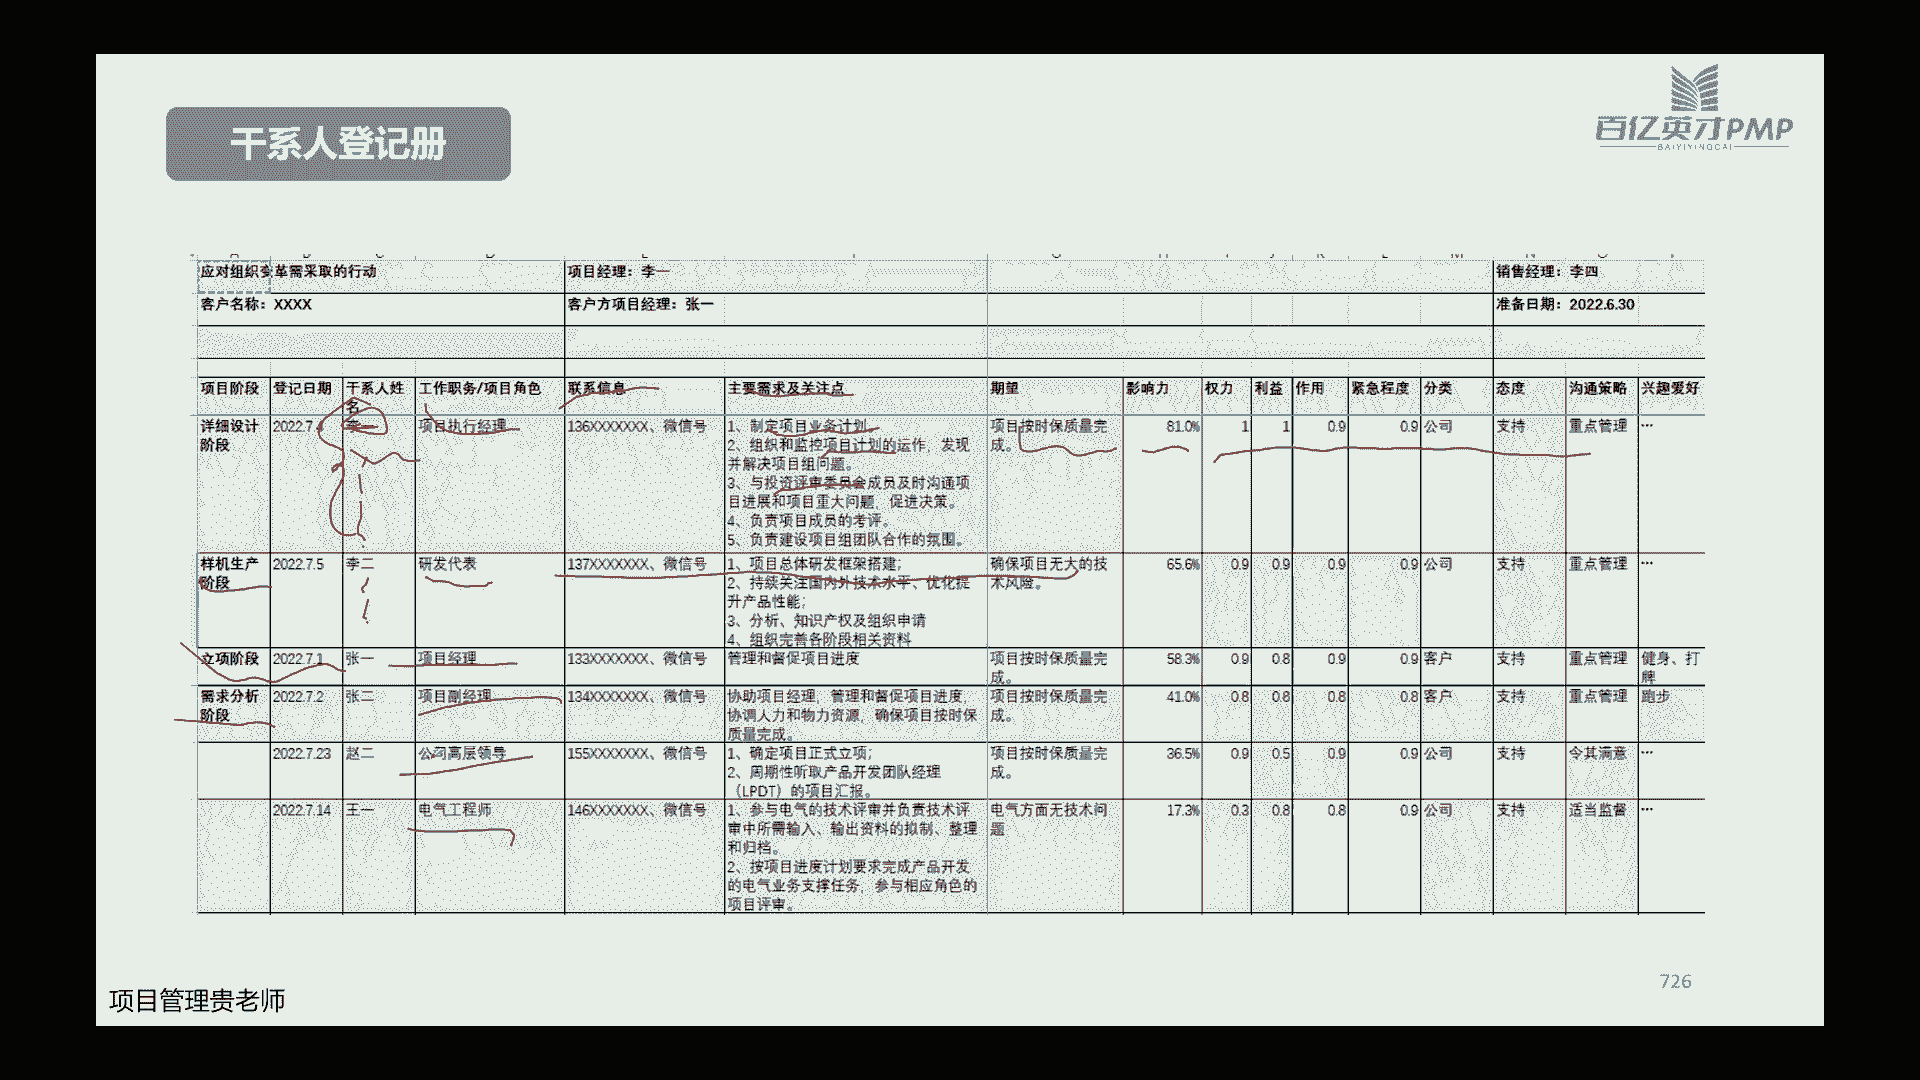 干系人登记册
百亿英才PMP
BAIYIYINGCAI
应对组织变革需采取的行动 项目经理：李一 销售经理：李四
客户名称：XXXX 客户方项目经理：张一 准备日期：2022.6.30
项目阶段 登记日期 干系人姓名 工作职务/项目角色 联系信息 主要需求及关注点 期望 影响力 权力 利益 作用 紧急程度 分类 态度 沟通策略 兴趣爱好
详细设计阶段 2022.7. 项目执行经理 136XXXXXXX、微信号 1、制定项目业务计划。 项目按时保质量完成。 81.0% 1 1 0.9 0.9 公司 支持 重点管理 ···
2、组织和监控项目计划的运作，发现
并解决项目组问题。
3、与投资评审委员会成员及时沟通项
目进展和项目重大问题，促进决策。
4、负责项目成员的考评。
5、负责建设项目组团队合作的氛围。
样机生产阶段 2022.7.5 李二 研发代表 137XXXXXXX、微信号 1、项目总体研发框架搭建； 确保项目无大的技术风险。 65.6% 0.9 0.9 0.9 0.9 公司 支持 重点管理 ···
2、持续关注国内外技术水平、优化提
升产品性能；
3、分析、知识产权及组织申请
4、组织完善各阶段相关资料
立项阶段 2022.7.1 张一 项目经理 133XXXXXXX、微信号 管理和督促项目进度 项目按时保质量完成。 58.3% 0.9 0.8 0.9 0.9 客户 支持 重点管理 健身、打牌
需求分析阶段 2022.7.2 张二 项目副经理 134XXXXXXX、微信号 协助项目经理，管理和督促项目进度， 项目按时保质量完成。 41.0% 0.8 0.8 0.8 0.8 客户 支持 重点管理 跑步
协调人力和物力资源，确保项目按时保
质量完成。
2022.7.23 赵二 公司高层领导 155XXXXXXX、微信号 1、确定项目正式立项； 项目按时保质量完成。 36.5% 0.9 0.5 0.9 0.9 公司 支持 令其满意 ···
2、周期性听取产品开发团队经理
（LPDT）的项目汇报。
2022.7.14 王一 电气工程师 146XXXXXXX、微信号 1、参与电气的技术评审并负责技术评 电气方面无技术问题 17.3% 0.3 0.8 0.8 0.9 公司 支持 适当监督 ···
审中所需输入、输出资料的拟制、整理
和归档。
2、按项目进度计划要求完成产品开发
的电气业务支撑任务，参与相应角色的
项目评审。
项目管理贵老师
726